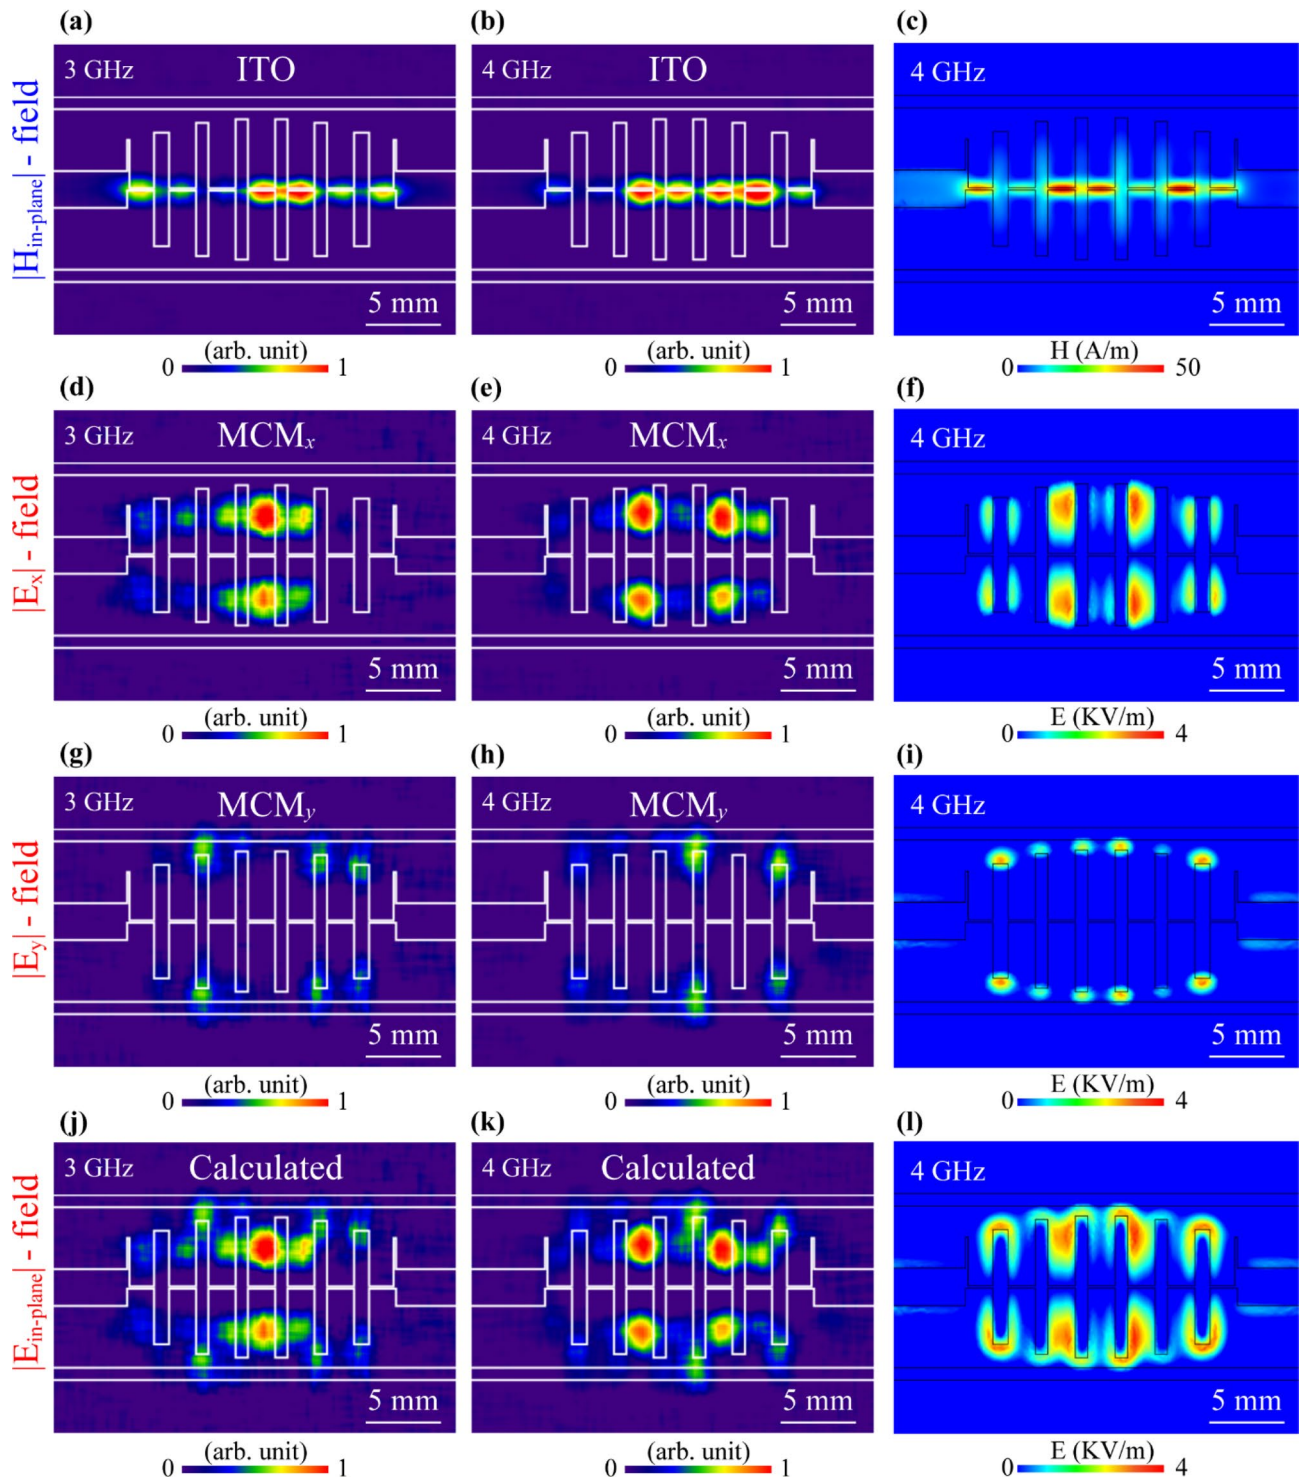 (a)
(b)
(c)
|H_in-plane| - field
3 GHz
ITO
5 mm
4 GHz
ITO
5 mm
4 GHz
5 mm
0 (arb. unit) 1
0 (arb. unit) 1
0 H (A/m) 50
(d)
(e)
(f)
|E_x| - field
3 GHz
MCM_x
5 mm
4 GHz
MCM_x
5 mm
4 GHz
5 mm
0 (arb. unit) 1
0 (arb. unit) 1
0 E (KV/m) 4
(g)
(h)
(i)
|E_y| - field
3 GHz
MCM_y
5 mm
4 GHz
MCM_y
5 mm
4 GHz
5 mm
0 (arb. unit) 1
0 (arb. unit) 1
0 E (KV/m) 4
(j)
(k)
(l)
|E_in-plane| - field
3 GHz
Calculated
5 mm
4 GHz
Calculated
5 mm
4 GHz
5 mm
0 (arb. unit) 1
0 (arb. unit) 1
0 E (KV/m) 4